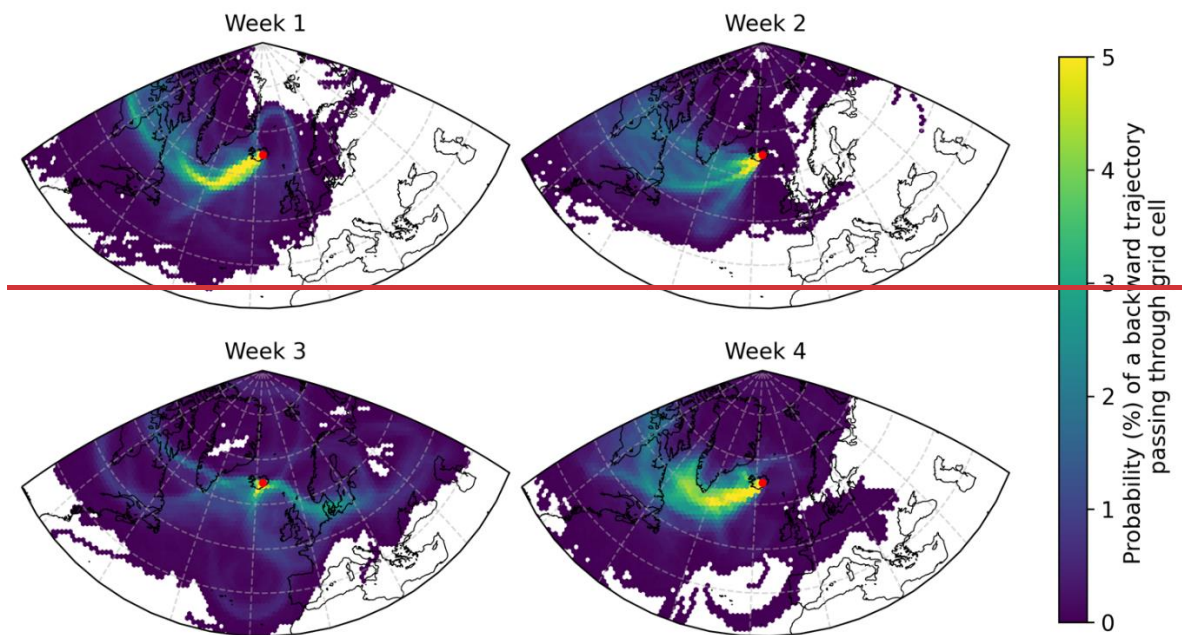 Week 1
Week 2
Week 3
Week 4
5
4
3
2
1
0
Probability (%) of a backward trajectory
passing through grid cell